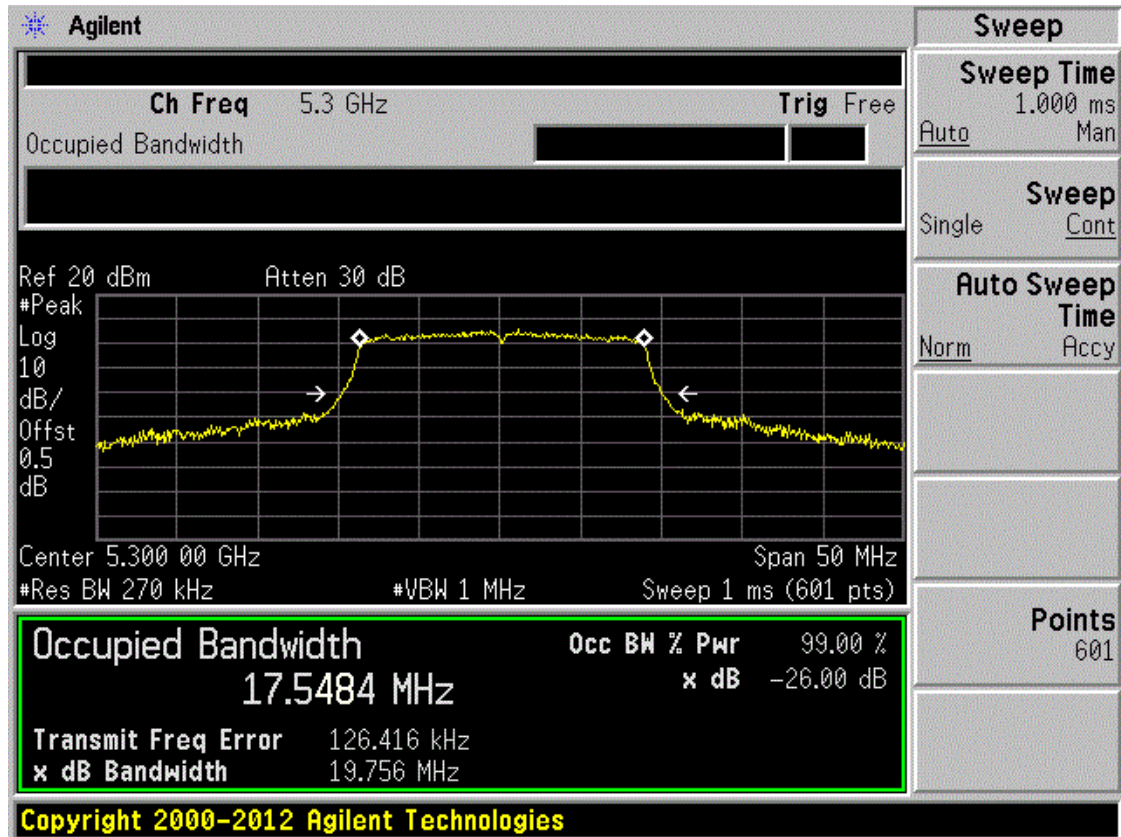 Agilent
Ch Freq 5.3 GHz Trig Free
Occupied Bandwidth
Ref 20 dBm Atten 30 dB
#Peak
Log
10
dB/
Offst
0.5
dB
Center 5.300 00 GHz Span 50 MHz
#Res BW 270 kHz #VBW 1 MHz Sweep 1 ms (601 pts)
Occupied Bandwidth
17.5484 MHz
Occ BW % Pwr 99.00 %
x dB -26.00 dB
Transmit Freq Error 126.416 kHz
x dB Bandwidth 19.756 MHz
Copyright 2000-2012 Agilent Technologies
Sweep
Sweep Time
1.000 ms
Auto Man
Sweep
Single Cont
Auto Sweep
Time
Norm Accy
Points
601